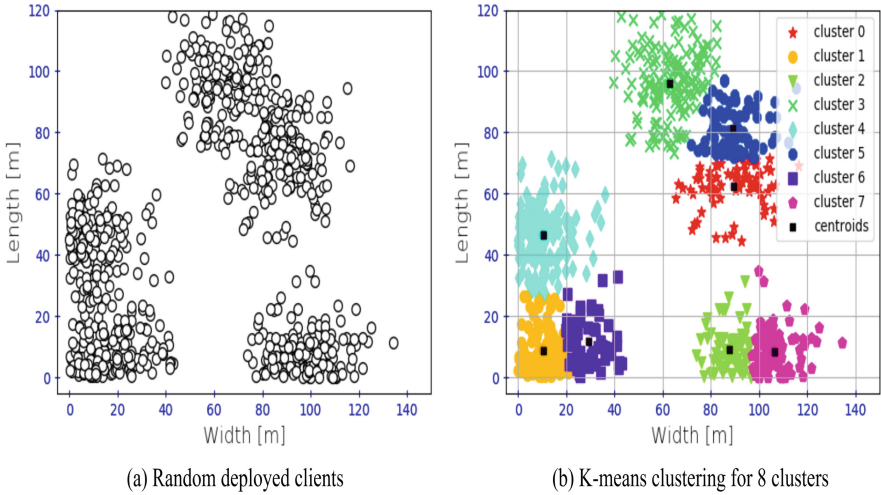 120
100
80
60
40
20
0
Length [m]
0 20 40 60 80 100 120 140
Width [m]
(a) Random deployed clients
120
100
80
60
40
20
0
Length [m]
0 20 40 60 80 100 120 140
Width [m]
cluster 0
cluster 1
cluster 2
cluster 3
cluster 4
cluster 5
cluster 6
cluster 7
centroids
(b) K-means clustering for 8 clusters